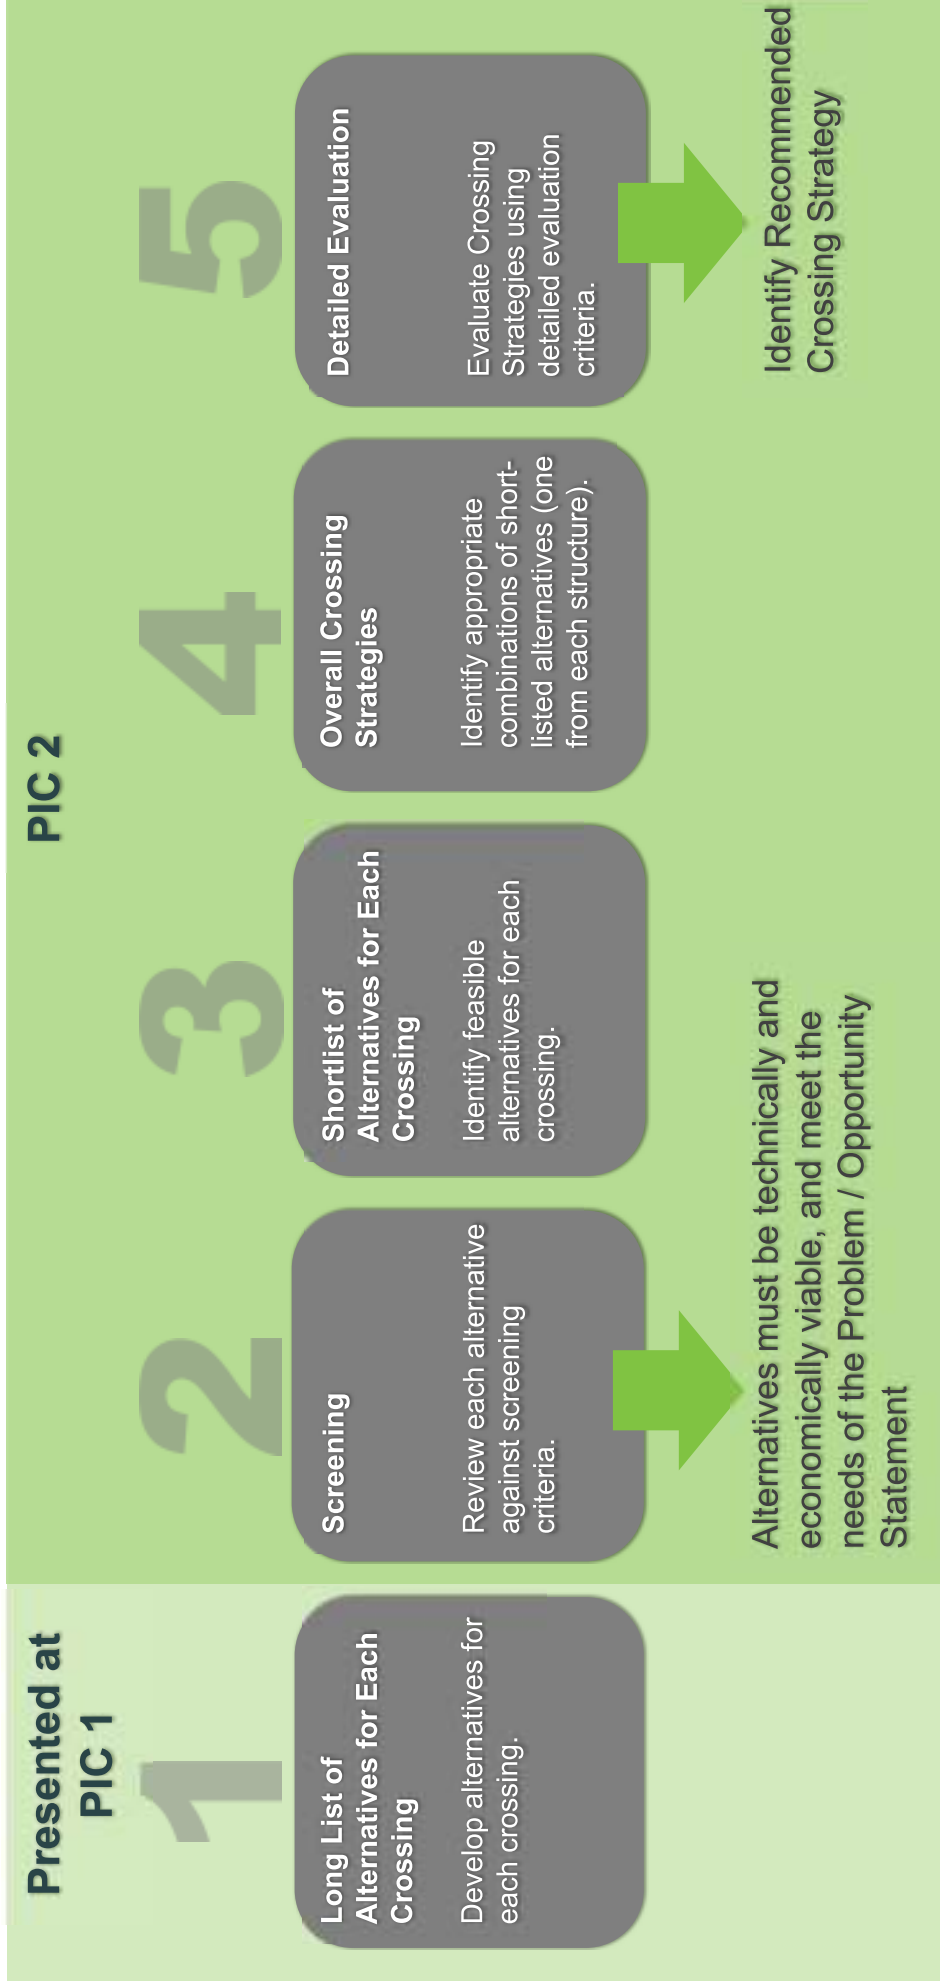 Presented at
PIC 1
PIC 2
1
Long List of
Alternatives for Each
Crossing
Develop alternatives for
each crossing.
2
Screening
Review each alternative
against screening
criteria.
Alternatives must be technically and
economically viable, and meet the
needs of the Problem / Opportunity
Statement
3
Shortlist of
Alternatives for Each
Crossing
Identify feasible
alternatives for each
crossing.
4
Overall Crossing
Strategies
Identify appropriate
combinations of short-
listed alternatives (one
from each structure).
5
Detailed Evaluation
Evaluate Crossing
Strategies using
detailed evaluation
criteria.
Identify Recommended
Crossing Strategy